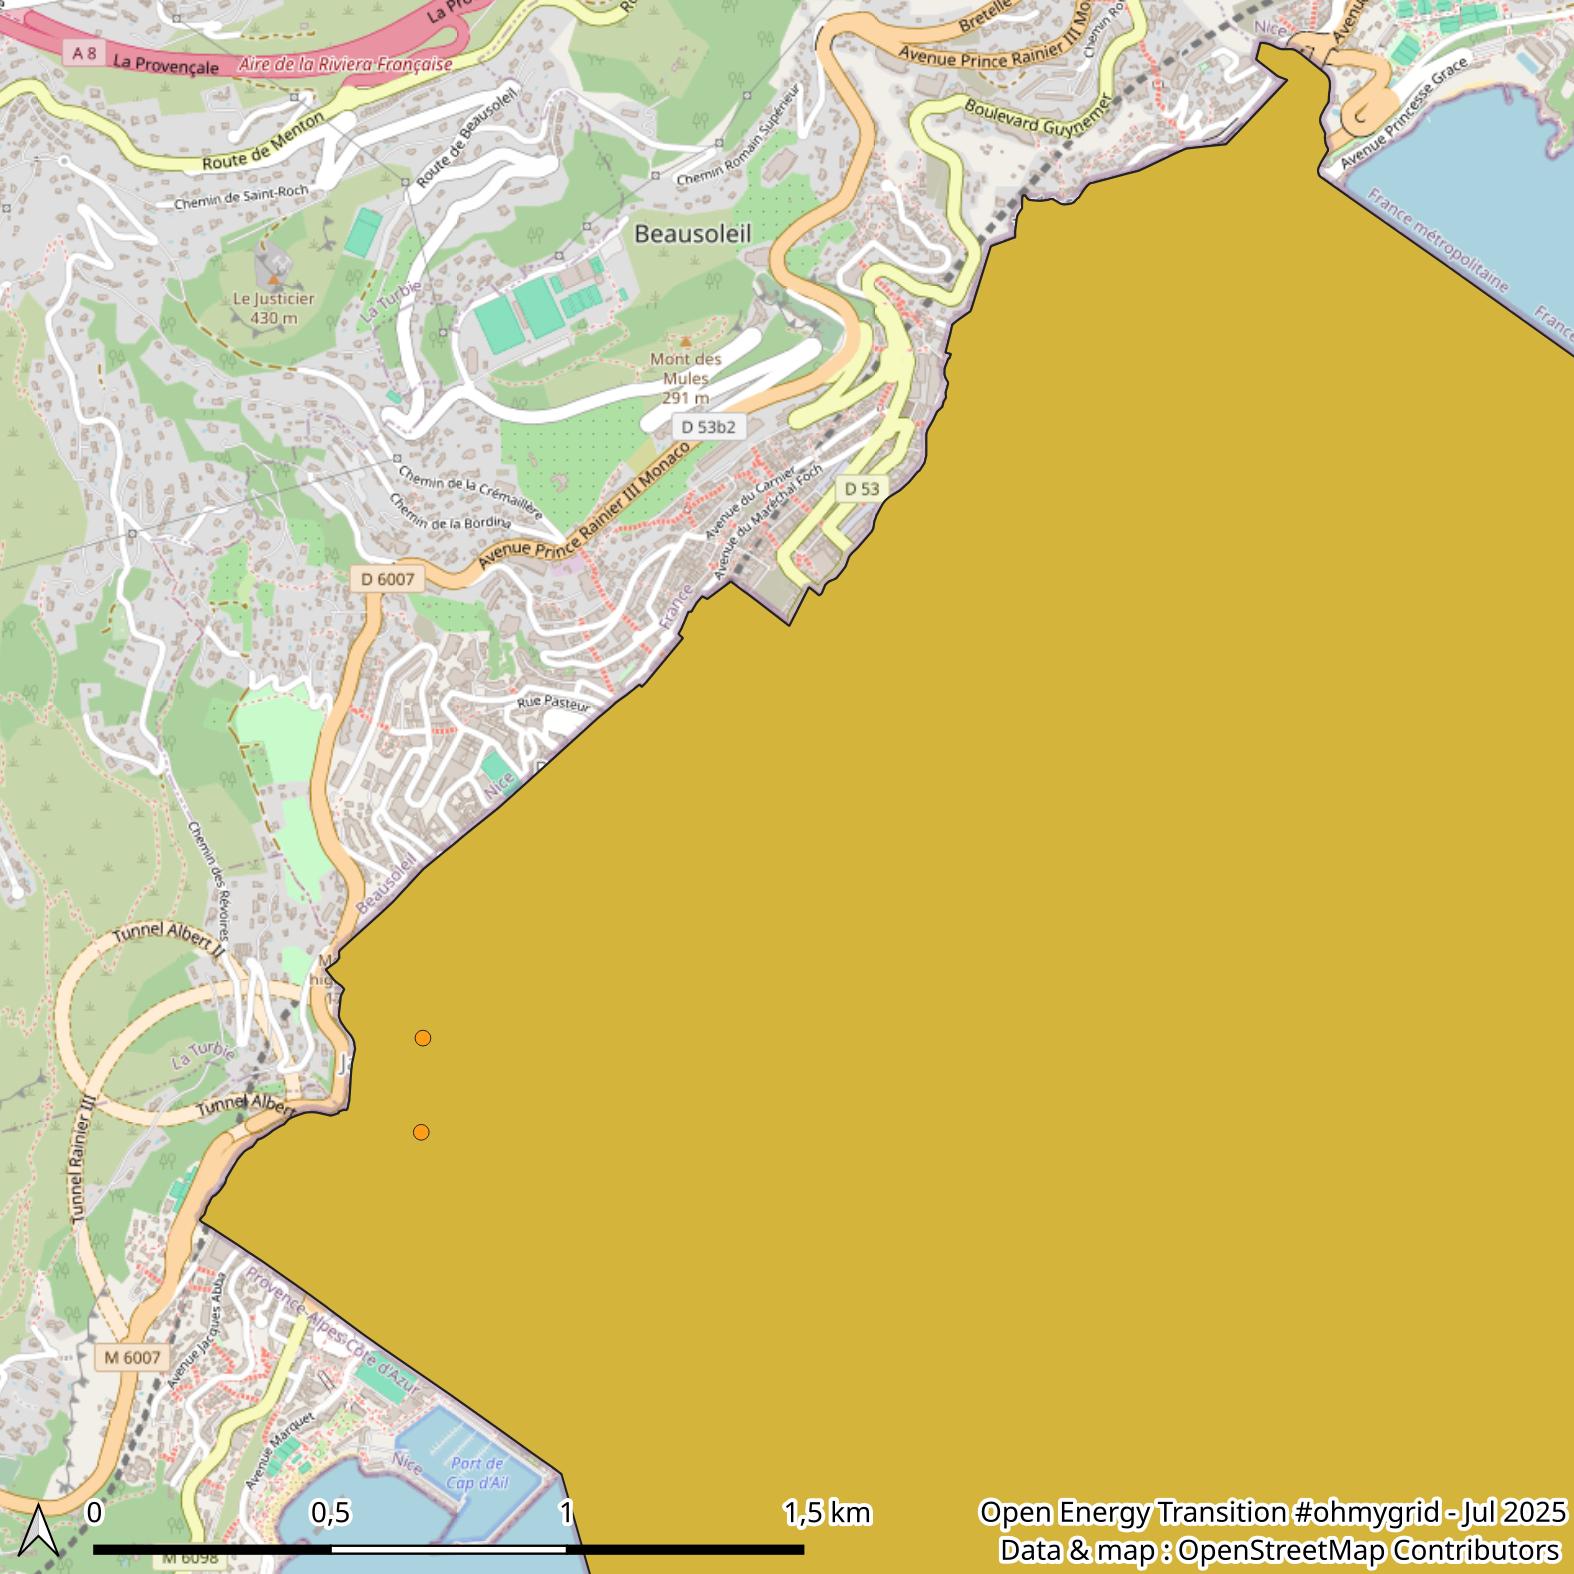 La Pro
Nice
A 8
La Provençale
Aire de la Riviera Française
Bretelle
Avenue Prince Rainier III Mo
Chemin Ro
Avenue
Boulevard Guynemer
Avenue Princesse Grace
Route de Menton
Route de Beausoleil
Chemin Romain Supérieur
Chemin de Saint-Roch
France métropolitaine
France
Beausoleil
Le Justicier
430 m
La Turbie
Mont des
Mules
291 m
D 53b2
D 53
Chemin de la Crémaillère
Chemin de la Bordina
Avenue du Carnier
Avenue du Maréchal Foch
Avenue Prince Rainier III Monaco
D 6007
France
Rue Pasteur
D
Nice
Beausoleil
Chemin des Révoires
Tunnel Albert II
La Turbie
Tunnel Albert
Tunnel Rainier III
Provence-Alpes-Côte d'Azur
Avenue Jacques Abba
M 6007
Avenue Marquet
Nice
Port de
Cap d'Ail
M 6098
0 0,5 1 1,5 km
Open Energy Transition #ohmygrid - Jul 2025
Data & map : OpenStreetMap Contributors